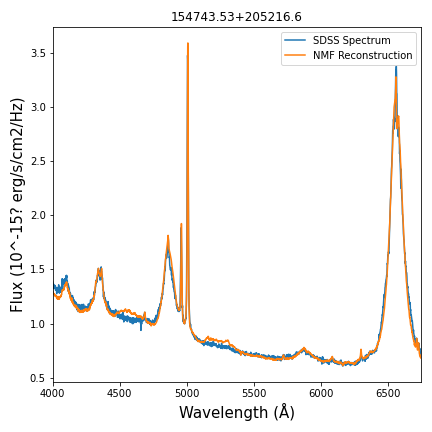 154743.53+205216.6
SDSS Spectrum
NMF Reconstruction
Flux (10^-15? erg/s/cm2/Hz)
3.5
3.0
2.5
2.0
1.5
1.0
0.5
4000 4500 5000 5500 6000 6500
Wavelength (Å)